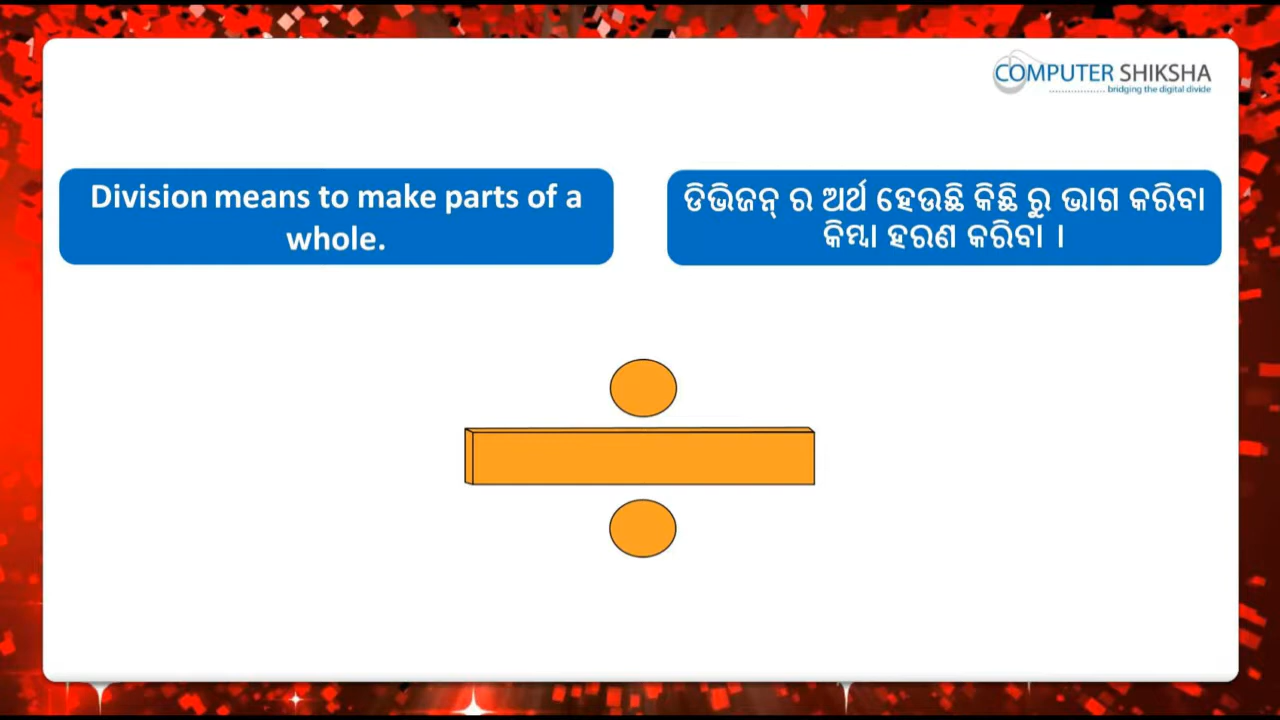 COMPUTER SHIKSHA
bridging the digital divide
Division means to make parts of a
whole.
ଡିଭିଜନ୍ ର ଅର୍ଥ ହେଉଛି କିଛି ରୁ ଭାଗ କରିବା
କିମ୍ବା ହରଣ କରିବା ।